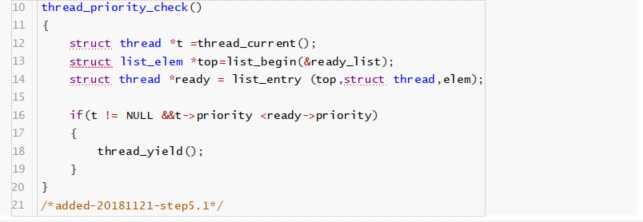 10 thread_priority_check()
11 {
12     struct thread *t =thread_current();
13     struct list_elem *top=list_begin(&ready_list);
14     struct thread *ready = list_entry (top,struct thread,elem);
15
16     if(t != NULL &&t->priority <ready->priority)
17     {
18         thread_yield();
19     }
20 }
21 /*added-20181121-step5.1*/